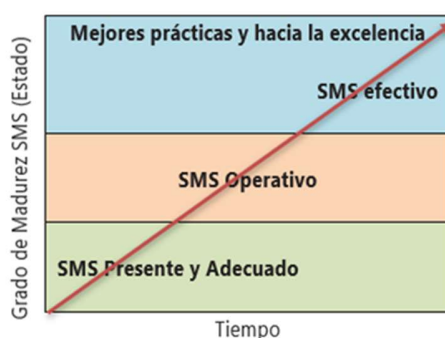 Mejores prácticas y hacia la excelencia
SMS efectivo
SMS Operativo
SMS Presente y Adecuado
Grado de Madurez SMS (Estado)
Tiempo